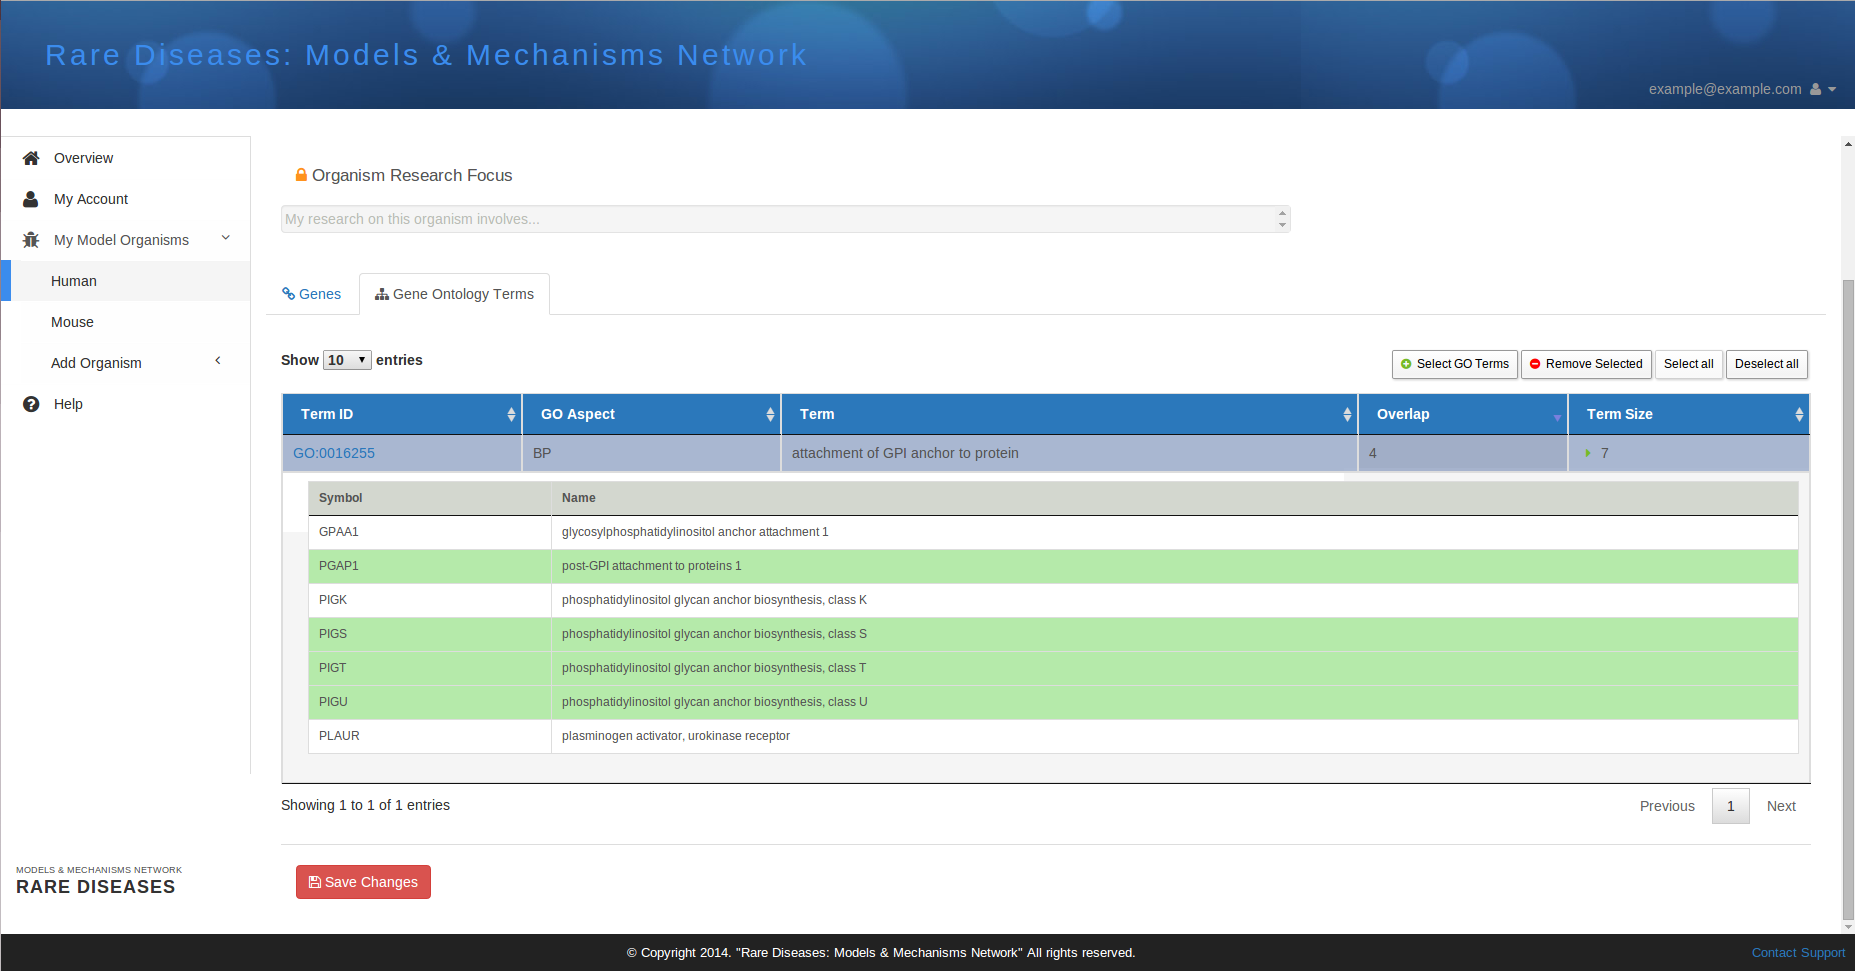 Rare Diseases: Models & Mechanisms Network
example@example.com
Overview
My Account
My Model Organisms
Human
Mouse
Add Organism
Help
Organism Research Focus
My research on this organism involves...
Genes
Gene Ontology Terms
Show 10 entries
Select GO Terms
Remove Selected
Select all
Deselect all
Term ID GO Aspect Term Overlap Term Size
GO:0016255 BP attachment of GPI anchor to protein 4 7
Symbol Name
GPAA1 glycosylphosphatidylinositol anchor attachment 1
PGAP1 post-GPI attachment to proteins 1
PIGK phosphatidylinositol glycan anchor biosynthesis, class K
PIGS phosphatidylinositol glycan anchor biosynthesis, class S
PIGT phosphatidylinositol glycan anchor biosynthesis, class T
PIGU phosphatidylinositol glycan anchor biosynthesis, class U
PLAUR plasminogen activator, urokinase receptor
Showing 1 to 1 of 1 entries
Previous 1 Next
MODELS & MECHANISMS NETWORK
RARE DISEASES
Save Changes
© Copyright 2014. "Rare Diseases: Models & Mechanisms Network" All rights reserved.
Contact Support